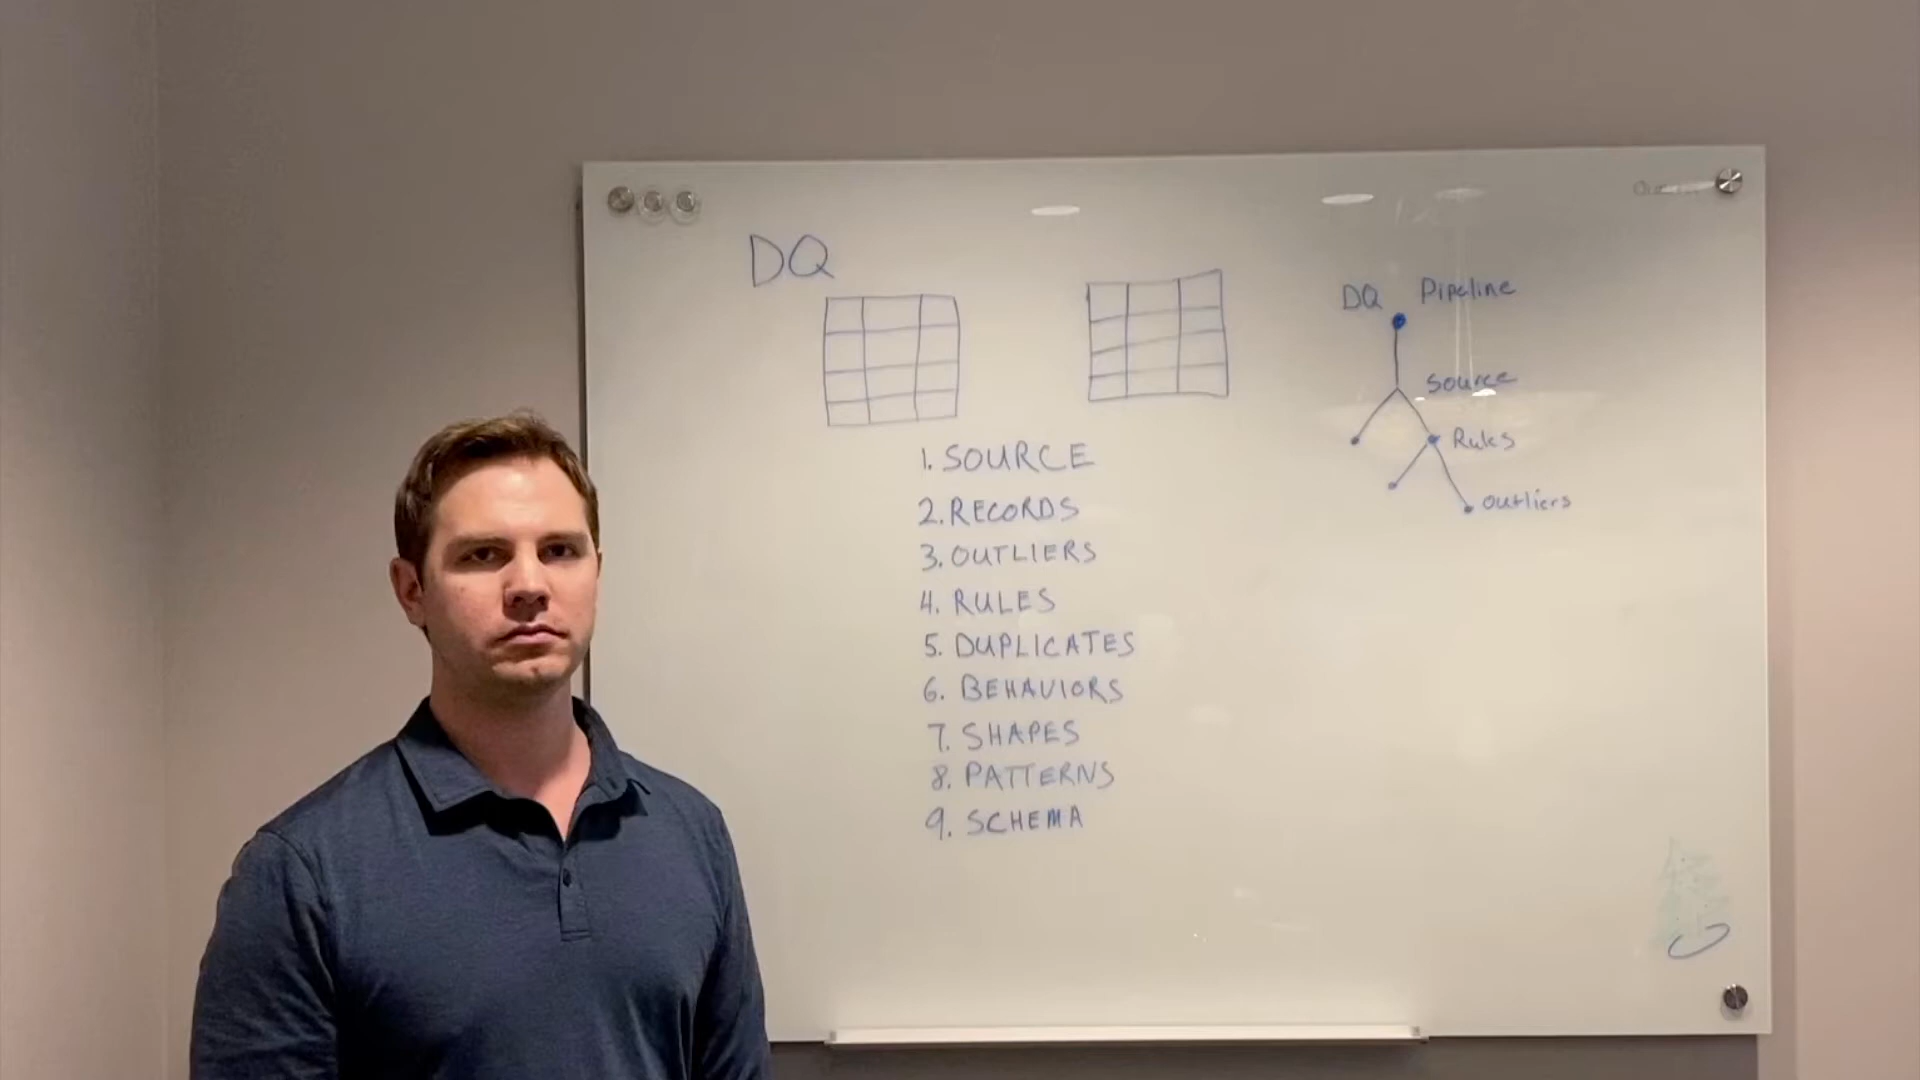 DQ
1. SOURCE
2. RECORDS
3. OUTLIERS
4. RULES
5. DUPLICATES
6. BEHAVIORS
7. SHAPES
8. PATTERNS
9. SCHEMA
DQ Pipeline
Source
Rules
Outliers